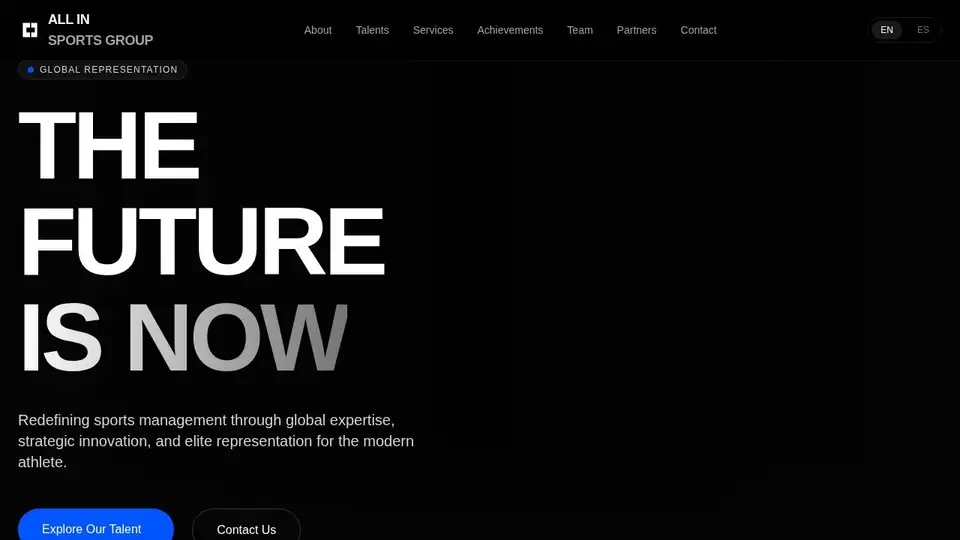 ALL IN
SPORTS GROUP
About
Talents
Services
Achievements
Team
Partners
Contact
EN
ES
GLOBAL REPRESENTATION
THE
FUTURE
IS NOW
Redefining sports management through global expertise,
strategic innovation, and elite representation for the modern
athlete.
Explore Our Talent
Contact Us